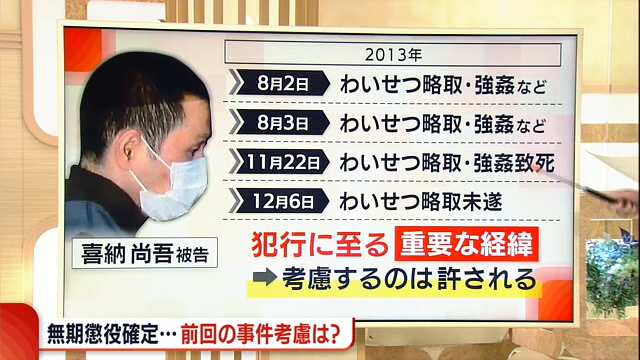 2013年
8月2日 わいせつ略取・強姦など
8月3日 わいせつ略取・強姦など
11月22日 わいせつ略取・強姦致死
12月6日 わいせつ略取未遂
喜納 尚吾 被告
犯行に至る 重要な経緯
➡考慮するのは許される
無期懲役確定…前回の事件考慮は?